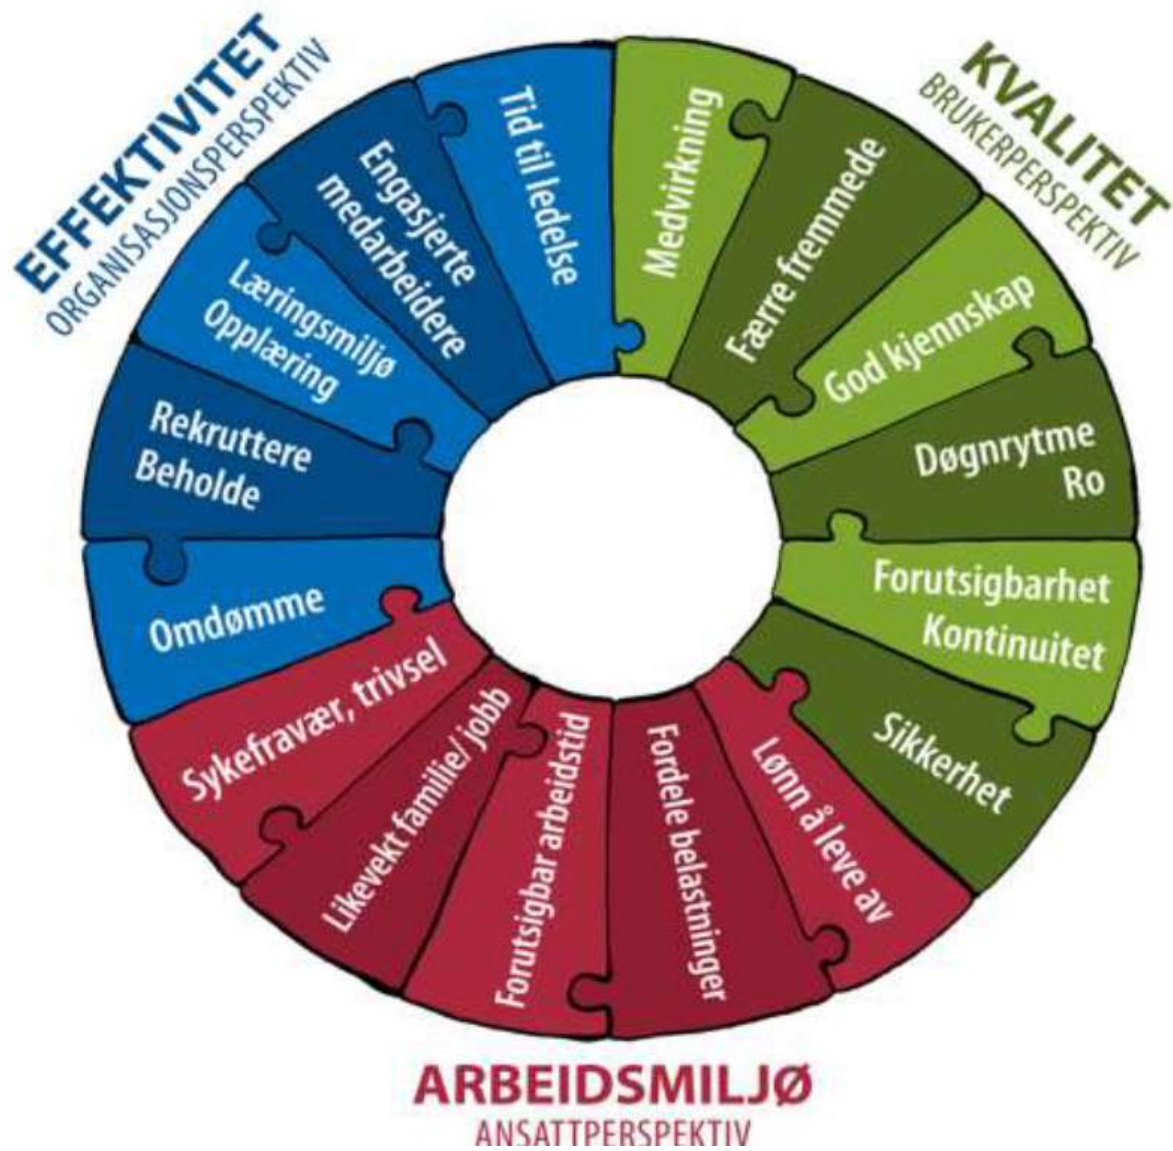 EFFEKTIVITET
ORGANISASJONSPERSPEKTIV
KVALITET
BRUKERPERSPEKTIV
Medvirkning
Færre fremmede
God kjennskap
Døgnrytme
Ro
Forutsigbarhet
Kontinuitet
Sikkerhet
Lønn å leve av
Fordele belastninger
Forutsigbar arbeidstid
Likevekt familie/ jobb
Sykefravær, trivsel
Omdømme
Rekruttere
Beholde
Læringsmiljø
Opplæring
Engasjerte
medarbeidere
Tid til ledelse
ARBEIDSMILJØ
ANSATTPERSPEKTIV